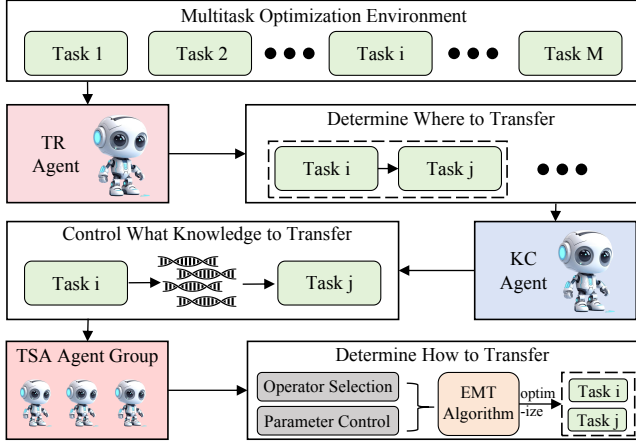 Multitask Optimization Environment
Task 1
Task 2
Task i
Task M
TR
Agent
Determine Where to Transfer
Task i
Task j
Control What Knowledge to Transfer
Task i
Task j
KC
Agent
TSA Agent Group
Determine How to Transfer
Operator Selection
Parameter Control
EMT
Algorithm
optim
-ize
Task i
Task j